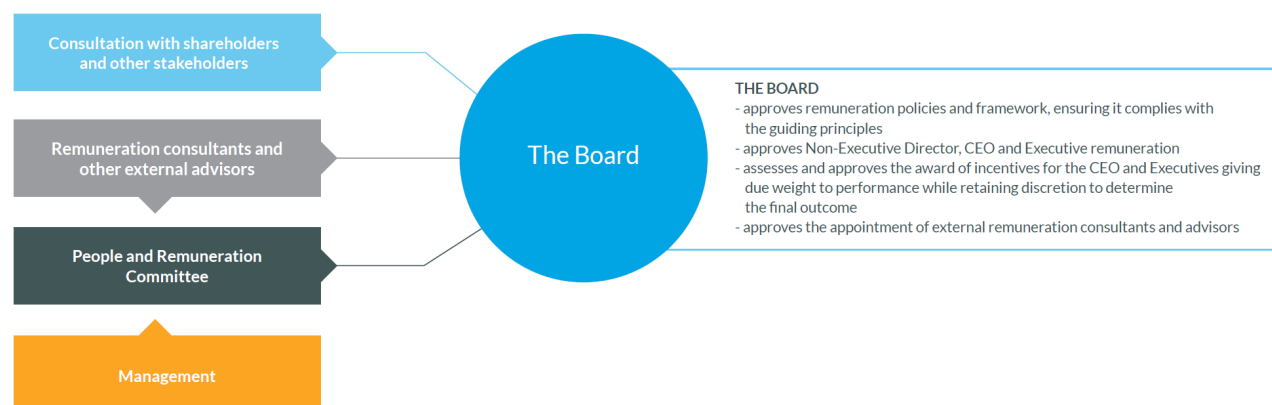 Consultation with shareholders
and other stakeholders
Remuneration consultants and
other external advisors
People and Remuneration
Committee
Management
The Board
THE BOARD
- approves remuneration policies and framework, ensuring it complies with
the guiding principles
- approves Non-Executive Director, CEO and Executive remuneration
- assesses and approves the award of incentives for the CEO and Executives giving
due weight to performance while retaining discretion to determine
the final outcome
- approves the appointment of external remuneration consultants and advisors